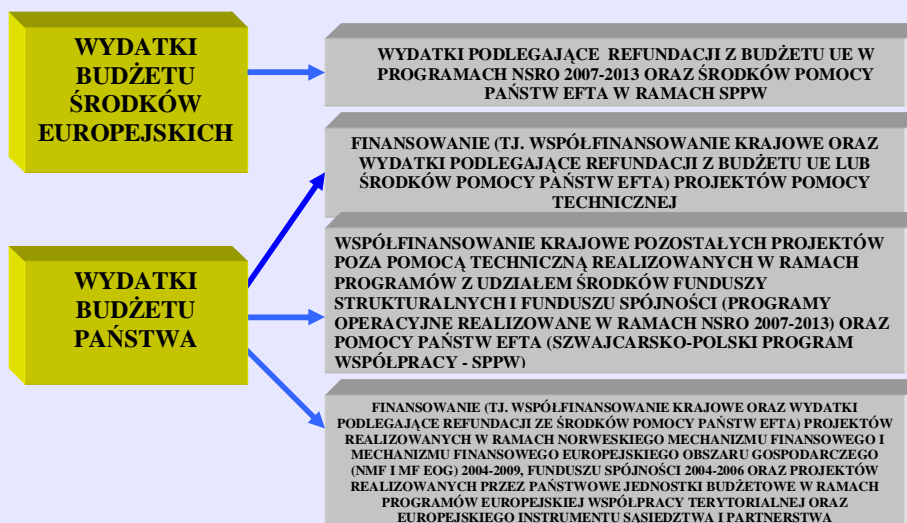 WYDATKI
BUDŻETU
ŚRODKÓW
EUROPEJSKICH
WYDATKI PODLEGAJĄCE REFUNDACJI Z BUDŻETU UE W
PROGRAMACH NSRO 2007-2013 ORAZ ŚRODKÓW POMOCY
PAŃSTW EFTA W RAMACH SPPW
FINANSOWANIE (TJ. WSPÓŁFINANSOWANIE KRAJOWE ORAZ
WYDATKI PODLEGAJĄCE REFUNDACJI Z BUDŻETU UE LUB
ŚRODKÓW POMOCY PAŃSTW EFTA) PROJEKTÓW POMOCY
TECHNICZNEJ
WYDATKI
BUDŻETU
PAŃSTWA
WSPÓŁFINANSOWANIE KRAJOWE POZOSTAŁYCH PROJEKTÓW
POZA POMOCĄ TECHNICZNĄ REALIZOWANYCH W RAMACH
PROGRAMÓW Z UDZIAŁEM ŚRODKÓW FUNDUSZY
STRUKTURALNYCH I FUNDUSZU SPÓJNOŚCI (PROGRAMY
OPERACYJNE REALIZOWANE W RAMACH NSRO 2007-2013) ORAZ
POMOCY PAŃSTW EFTA (SZWAJCARSKO-POLSKI PROGRAM
WSPÓŁPRACY - SPPW)
FINANSOWANIE (TJ. WSPÓŁFINANSOWANIE KRAJOWE ORAZ WYDATKI
PODLEGAJĄCE REFUNDACJI ZE ŚRODKÓW POMOCY PAŃSTW EFTA) PROJEKTÓW
REALIZOWANYCH W RAMACH NORWESKIEGO MECHANIZMU FINANSOWEGO I
MECHANIZMU FINANSOWEGO EUROPEJSKIEGO OBSZARU GOSPODARCZEGO
(NMF I MF EOG) 2004-2009, FUNDUSZU SPÓJNOŚCI 2004-2006 ORAZ PROJEKTÓW
REALIZOWANYCH PRZEZ PAŃSTWOWE JEDNOSTKI BUDŻETOWE W RAMACH
PROGRAMÓW EUROPEJSKIEJ WSPÓŁPRACY TERYTORIALNEJ ORAZ
EUROPEJSKIEGO INSTRUMENTU SĄSIEDZTWA I PARTNERSTWA